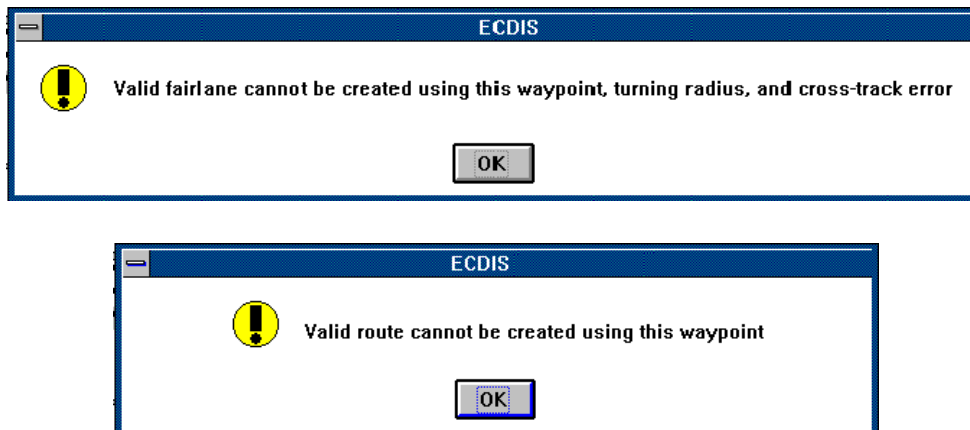 ECDIS
Valid fairlane cannot be created using this waypoint, turning radius, and cross-track error
OK
ECDIS
Valid route cannot be created using this waypoint
OK